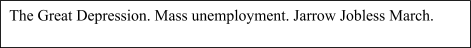 The Great Depression. Mass unemployment. Jarrow Jobless March.